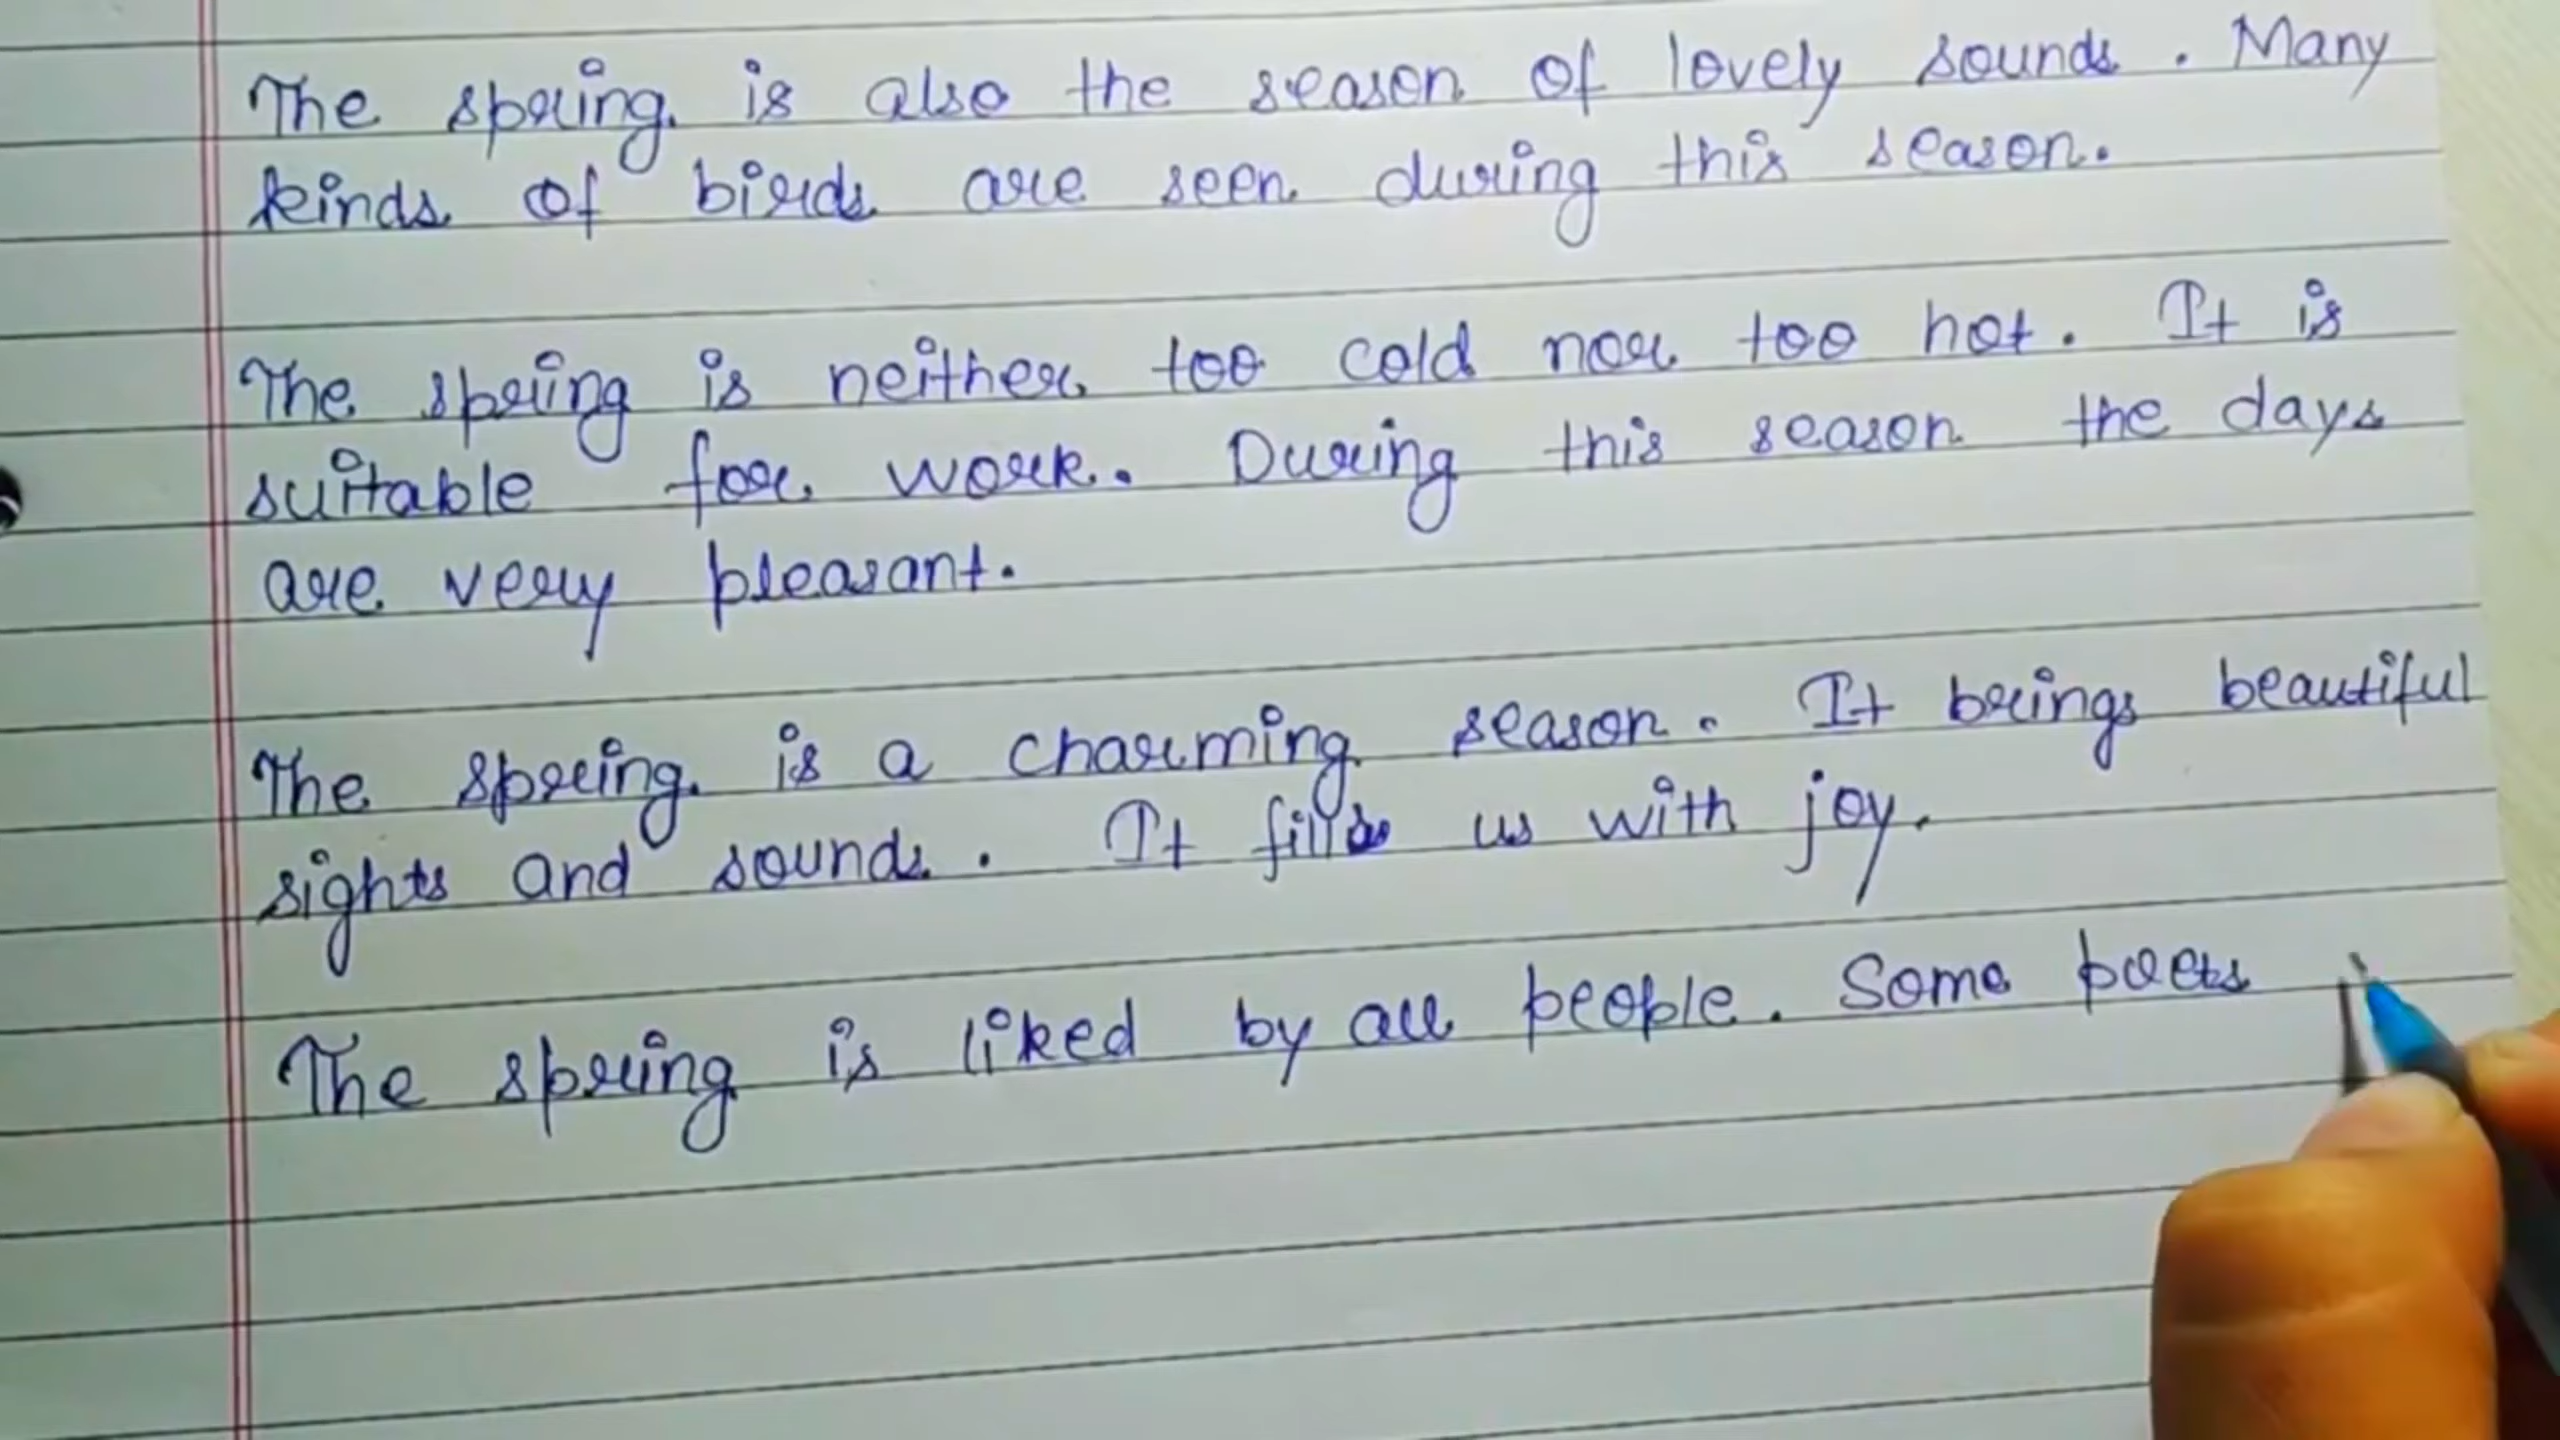 The spring is also the season of lovely sounds. Many
kinds of birds are seen during this season.
The spring is neither too cold nor too hot. It is
suitable for work. During this season the days
are very pleasant.
The spring is a charming season. It brings beautiful
sights and sounds. It fills us with joy.
The spring is liked by all people. Some poets